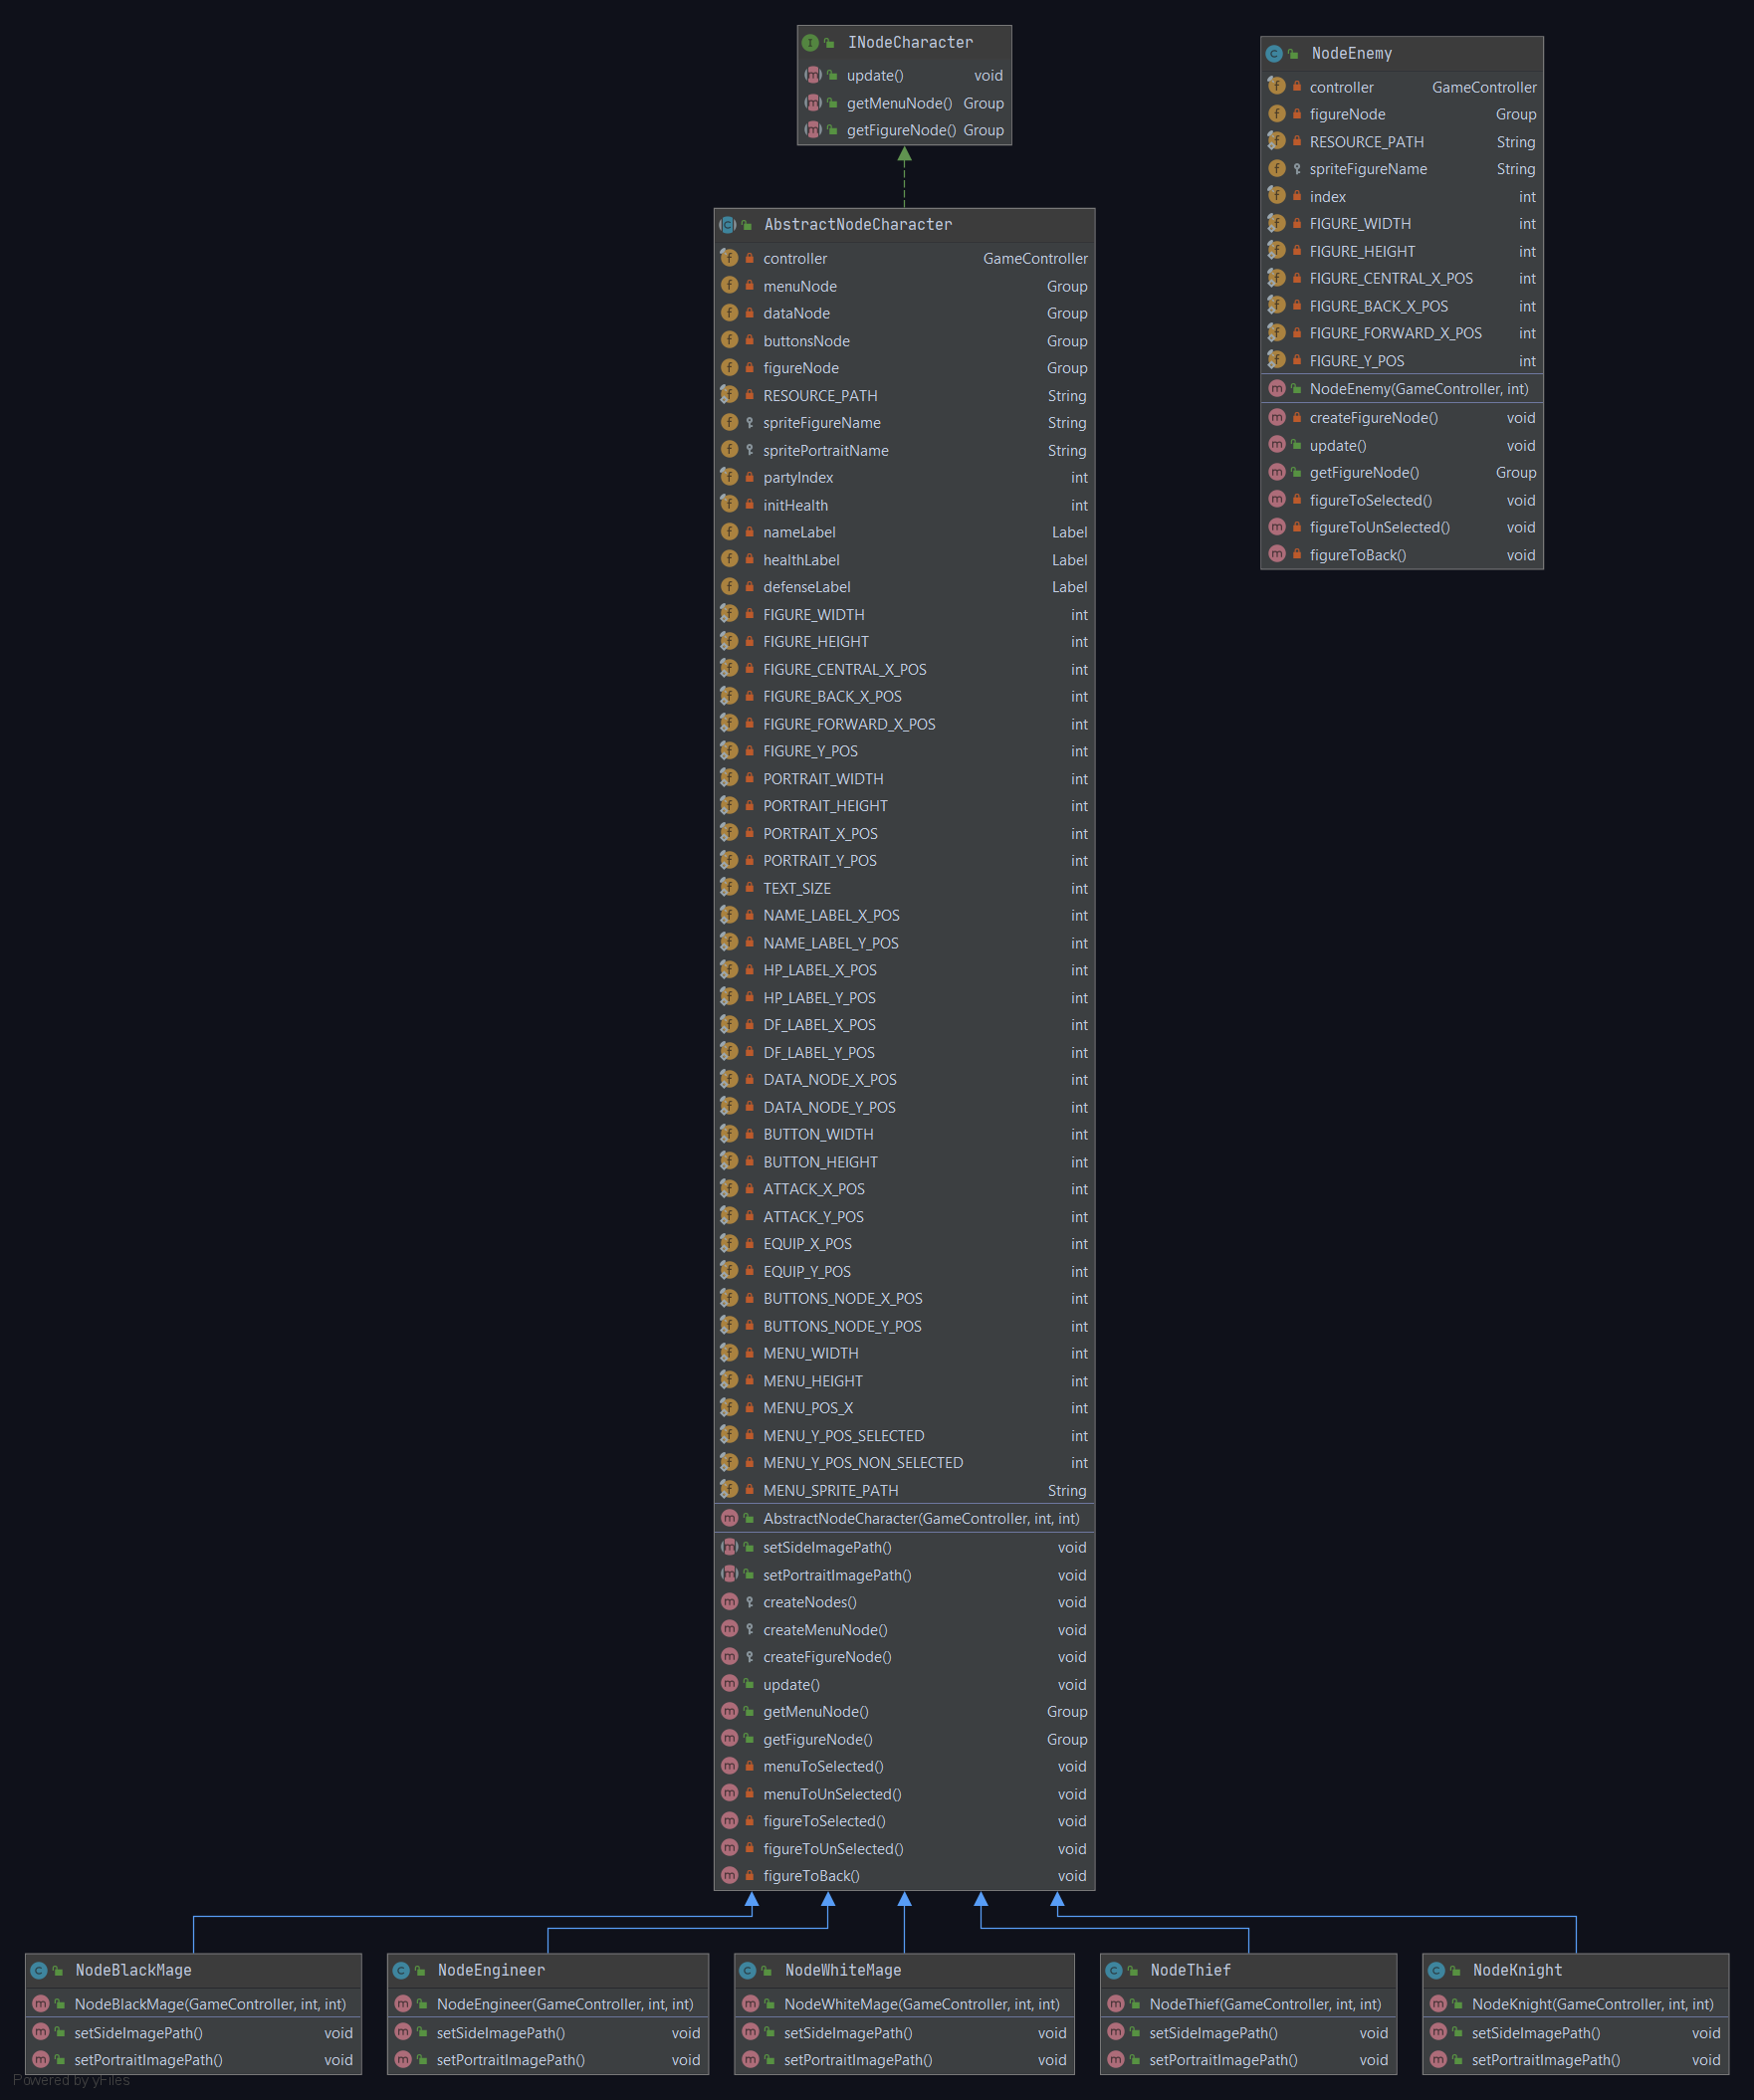 INodeCharacter
update() void
getMenuNode() Group
getFigureNode() Group
NodeEnemy
controller GameController
figureNode Group
RESOURCE_PATH String
spriteFigureName String
index int
FIGURE_WIDTH int
FIGURE_HEIGHT int
FIGURE_CENTRAL_X_POS int
FIGURE_BACK_X_POS int
FIGURE_FORWARD_X_POS int
FIGURE_Y_POS int
NodeEnemy(GameController, int)
createFigureNode() void
update() void
getFigureNode() Group
figureToSelected() void
figureToUnSelected() void
figureToBack() void
AbstractNodeCharacter
controller GameController
menuNode Group
dataNode Group
buttonsNode Group
figureNode Group
RESOURCE_PATH String
spriteFigureName String
spritePortraitName String
partyIndex int
initHealth int
nameLabel Label
healthLabel Label
defenseLabel Label
FIGURE_WIDTH int
FIGURE_HEIGHT int
FIGURE_CENTRAL_X_POS int
FIGURE_BACK_X_POS int
FIGURE_FORWARD_X_POS int
FIGURE_Y_POS int
PORTRAIT_WIDTH int
PORTRAIT_HEIGHT int
PORTRAIT_X_POS int
PORTRAIT_Y_POS int
TEXT_SIZE int
NAME_LABEL_X_POS int
NAME_LABEL_Y_POS int
HP_LABEL_X_POS int
HP_LABEL_Y_POS int
DF_LABEL_X_POS int
DF_LABEL_Y_POS int
DATA_NODE_X_POS int
DATA_NODE_Y_POS int
BUTTON_WIDTH int
BUTTON_HEIGHT int
ATTACK_X_POS int
ATTACK_Y_POS int
EQUIP_X_POS int
EQUIP_Y_POS int
BUTTONS_NODE_X_POS int
BUTTONS_NODE_Y_POS int
MENU_WIDTH int
MENU_HEIGHT int
MENU_POS_X int
MENU_Y_POS_SELECTED int
MENU_Y_POS_NON_SELECTED int
MENU_SPRITE_PATH String
AbstractNodeCharacter(GameController, int, int)
setSideImagePath() void
setPortraitImagePath() void
createNodes() void
createMenuNode() void
createFigureNode() void
update() void
getMenuNode() Group
getFigureNode() Group
menuToSelected() void
menuToUnSelected() void
figureToSelected() void
figureToUnSelected() void
figureToBack() void
NodeBlackMage
NodeBlackMage(GameController, int, int)
setSideImagePath() void
setPortraitImagePath() void
NodeEngineer
NodeEngineer(GameController, int, int)
setSideImagePath() void
setPortraitImagePath() void
NodeWhiteMage
NodeWhiteMage(GameController, int, int)
setSideImagePath() void
setPortraitImagePath() void
NodeThief
NodeThief(GameController, int, int)
setSideImagePath() void
setPortraitImagePath() void
NodeKnight
NodeKnight(GameController, int, int)
setSideImagePath() void
setPortraitImagePath() void
Powered by yFiles